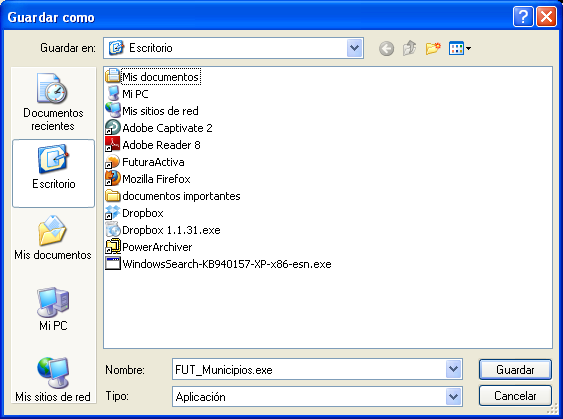 Guardar como
Guardar en:
Escritorio
Documentos
recientes
Escritorio
Mis documentos
Mi PC
Mis sitios de red
Mis documentos
Mi PC
Mis sitios de red
Adobe Captivate 2
Adobe Reader 8
FuturaActiva
Mozilla Firefox
documentos importantes
Dropbox
Dropbox 1.1.31.exe
PowerArchiver
WindowsSearch-KB940157-XP-x86-esn.exe
Nombre:
FUT_Municipios.exe
Guardar
Tipo:
Aplicación
Cancelar